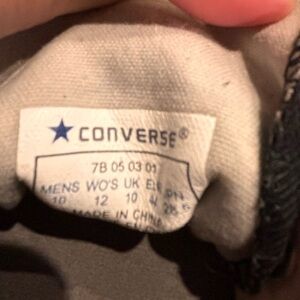 ★ CONVERSE®
7B 05 03 01
MENS WO'S UK
10 12 10
MADE IN CHINA